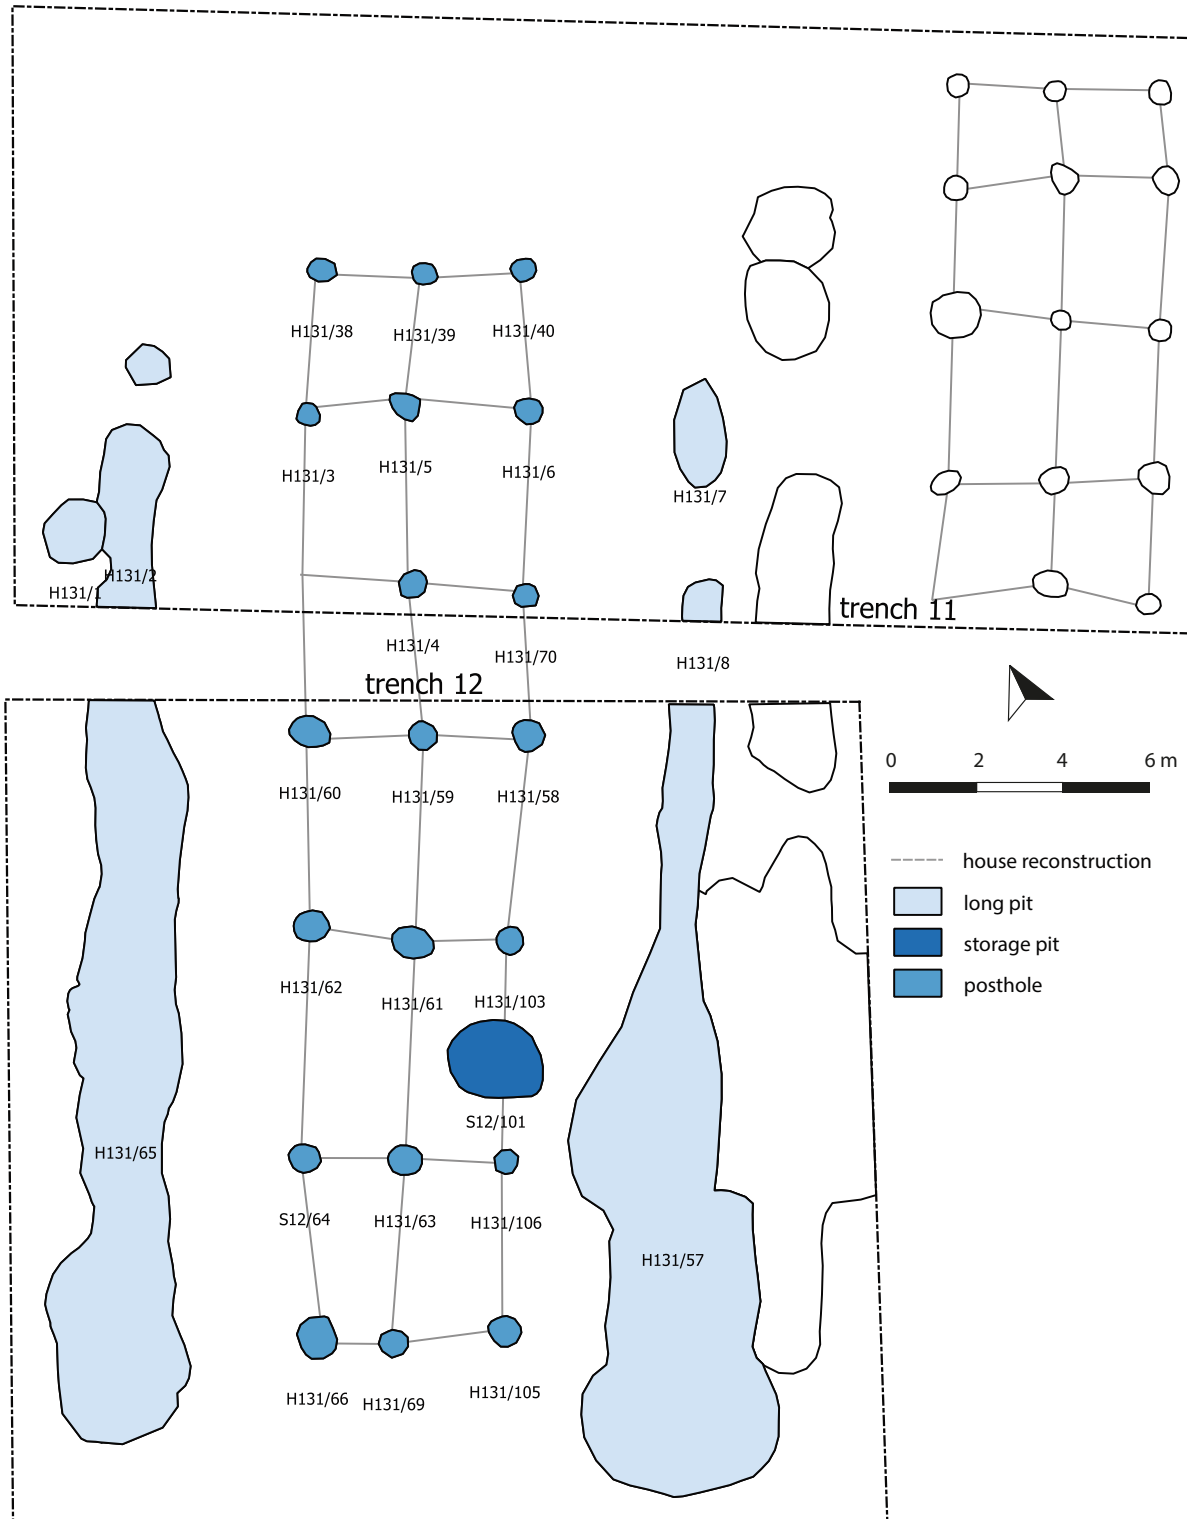 H131/38
H131/39
H131/40
H131/3
H131/5
H131/6
H131/7
H131/2
H131/1
trench 11
H131/4
H131/70
H131/8
trench 12
0 2 4 6 m
H131/60
H131/59
H131/58
house reconstruction
long pit
storage pit
posthole
H131/62
H131/61
H131/103
S12/101
H131/65
S12/64
H131/63
H131/106
H131/57
H131/66
H131/69
H131/105